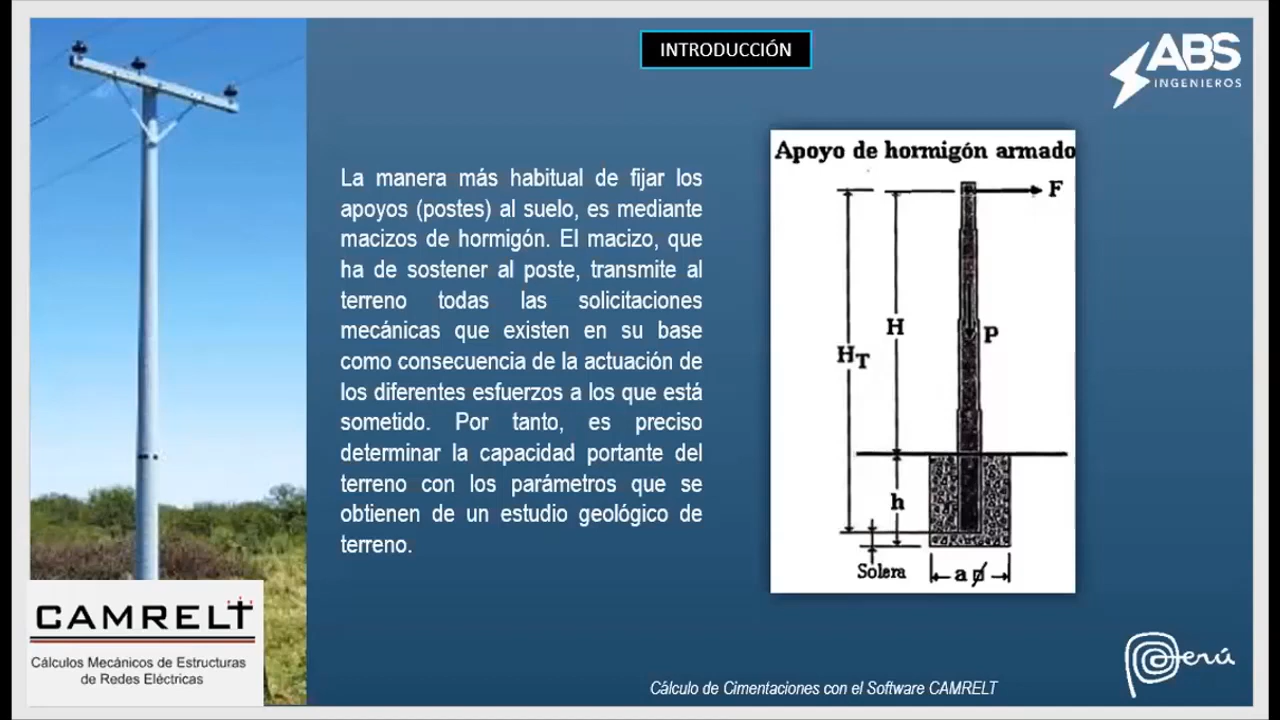 INTRODUCCIÓN
ABS
INGENIEROS
La manera más habitual de fijar los
apoyos (postes) al suelo, es mediante
macizos de hormigón. El macizo, que
ha de sostener al poste, transmite al
terreno todas las solicitaciones
mecánicas que existen en su base
como consecuencia de la actuación de
los diferentes esfuerzos a los que está
sometido. Por tanto, es preciso
determinar la capacidad portante del
terreno con los parámetros que se
obtienen de un estudio geológico de
terreno.
Apoyo de hormigón armado
F
H
P
HT
h
Solera
a ø
CAMRELT
Cálculos Mecánicos de Estructuras
de Redes Eléctricas
Perú
Cálculo de Cimentaciones con el Software CAMRELT